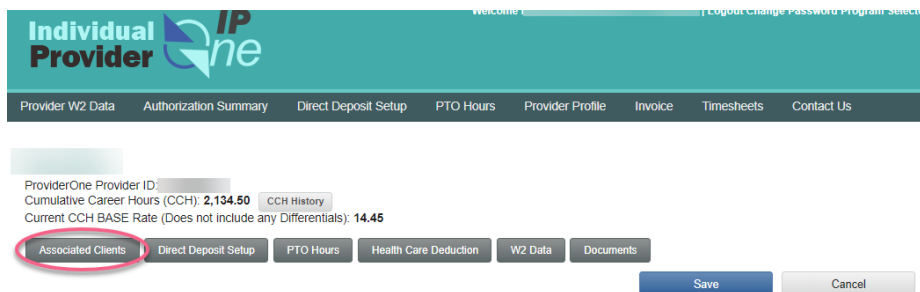 Welcome | Logout Change Password Program Select
Individual
Provider
IP
One
Provider W2 Data Authorization Summary Direct Deposit Setup PTO Hours Provider Profile Invoice Timesheets Contact Us
ProviderOne Provider ID:
Cumulative Career Hours (CCH): 2,134.50 CCH History
Current CCH BASE Rate (Does not include any Differentials): 14.45
Associated Clients Direct Deposit Setup PTO Hours Health Care Deduction W2 Data Documents
Save Cancel